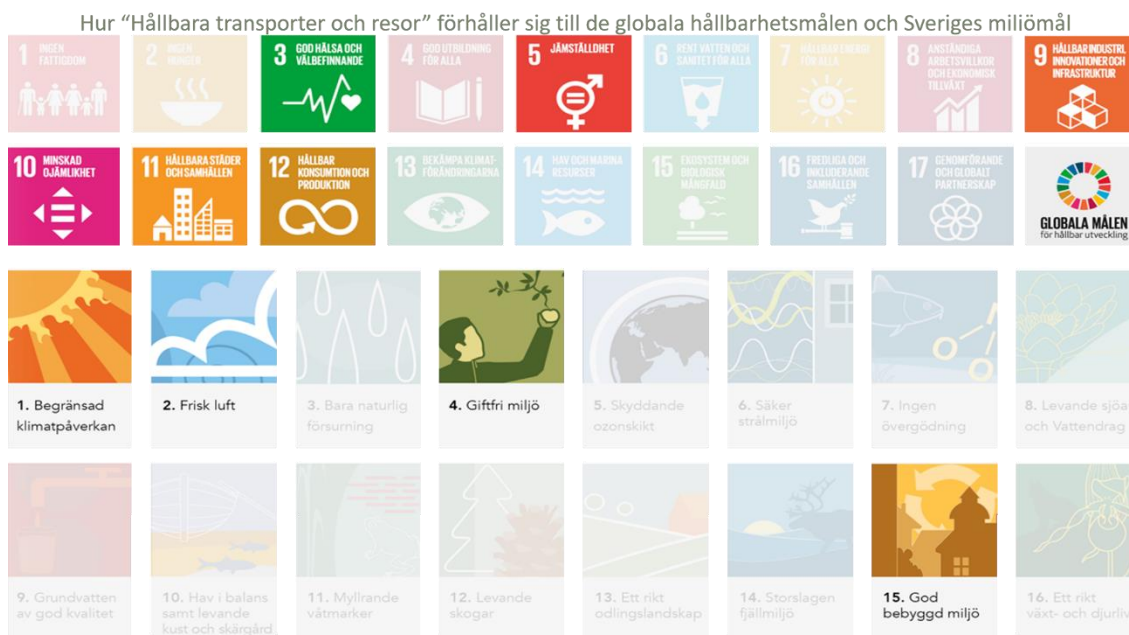 Hur “Hållbara transporter och resor” förhåller sig till de globala hållbarhetsmålen och Sveriges miljömål
1 INGEN
FATTIGDOM
2 INGEN
HUNGER
3 GOD HÄLSA OCH
VÄLBEFINNANDE
4 GOD UTBILDNING
FÖR ALLA
5 JÄMSTÄLLDHET
6 RENT VATTEN OCH
SANITET FÖR ALLA
7 HÅLLBAR ENERGI
FÖR ALLA
8 ANSTÄNDIGA
ARBETSVILLKOR
OCH EKONOMISK
TILLVÄXT
9 HÅLLBAR INDUSTRI,
INNOVATIONER OCH
INFRASTRUKTUR
10 MINSKAD
OJÄMLIKHET
11 HÅLLBARA STÄDER
OCH SAMHÄLLEN
12 HÅLLBAR
KONSUMTION OCH
PRODUKTION
13 BEKÄMPA KLIMAT-
FÖRÄNDRINGARNA
14 HAV OCH MARINA
RESURSER
15 EKOSYSTEM OCH
BIOLOGISK
MÅNGFALD
16 FREDLIGA OCH
INKLUDERANDE
SAMHÄLLEN
17 GENOMFÖRANDE
OCH GLOBALT
PARTNERSKAP
GLOBALA MÅLEN
för hållbar utveckling
1. Begränsad
klimatpåverkan
2. Frisk luft
3. Bara naturlig
försurning
4. Giftfri miljö
5. Skyddande
ozonskikt
6. Säker
strålmiljö
7. Ingen
övergödning
8. Levande sjöa
och Vattendrag
9. Grundvatten
av god kvalitet
10. Hav i balans
samt levande
kust och skärgård
11. Myllrande
våtmarker
12. Levande
skogar
13. Ett rikt
odlingslandskap
14. Storslagen
fjällmiljö
15. God
bebyggd miljö
16. Ett rikt
växt- och djurliv